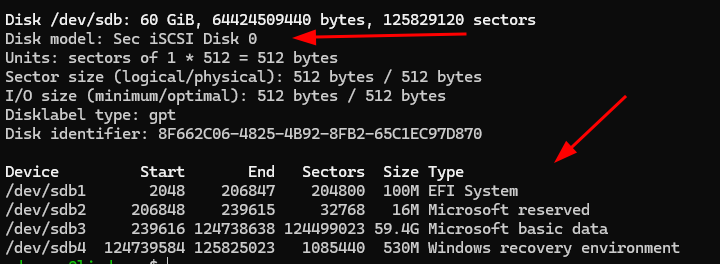 Disk /dev/sdb: 60 GiB, 64424509440 bytes, 125829120 sectors
Disk model: Sec iSCSI Disk 0
Units: sectors of 1 * 512 = 512 bytes
Sector size (logical/physical): 512 bytes / 512 bytes
I/O size (minimum/optimal): 512 bytes / 512 bytes
Disklabel type: gpt
Disk identifier: 8F662C06-4825-4B92-8FB2-65C1EC97D870
Device Start End Sectors Size Type
/dev/sdb1 2048 206847 204800 100M EFI System
/dev/sdb2 206848 239615 32768 16M Microsoft reserved
/dev/sdb3 239616 124738638 124499023 59.4G Microsoft basic data
/dev/sdb4 124739584 125825023 1085440 530M Windows recovery environment